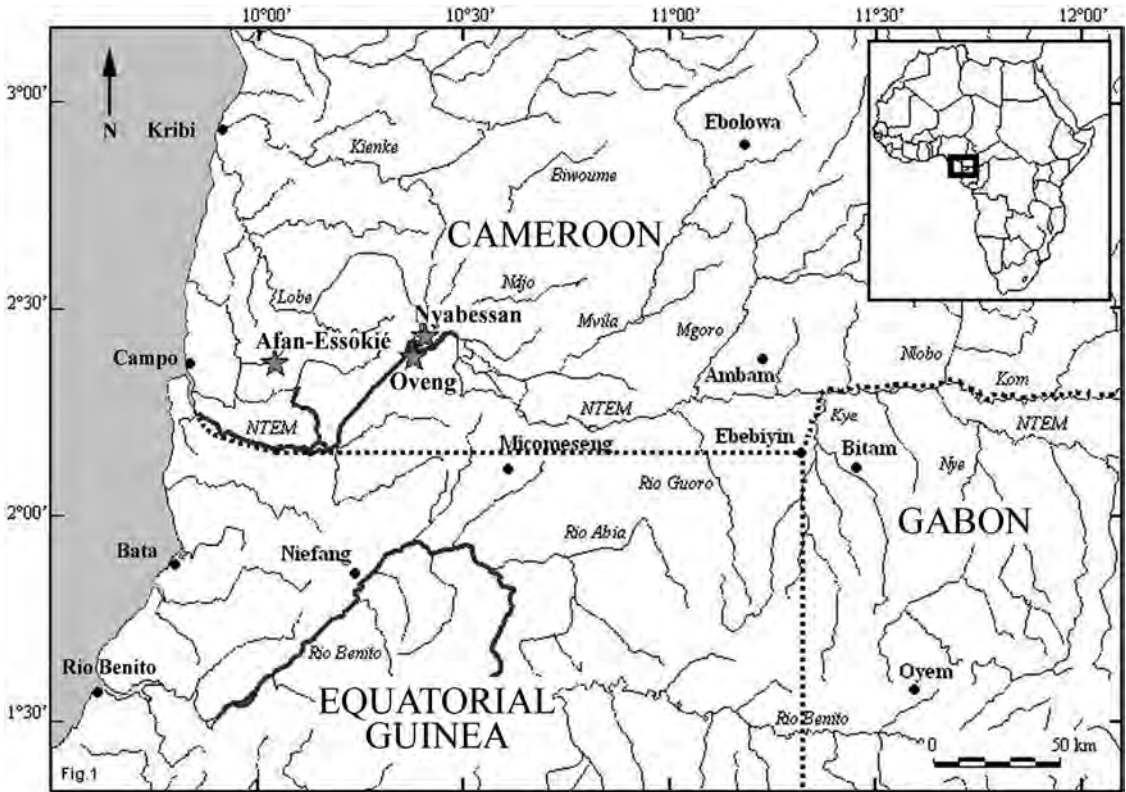 10°00’
10°30’
11°00’
11°30’
12°00’
3°00’
N
Kribi
Kienke
Ebolowa
Biwoume
CAMEROON
2°30’
Lobe
Ndjo
Nyabessan
Mvila
Mgoro
Afan-Essokié
Campo
Oveng
Ambam
Nlobo
Kom
NTEM
NTEM
NTEM
Kye
Micomeseng
Ebebiyin
Bitam
Nye
Rio Guoro
2°00’
GABON
Rio Abia
Bata
Niefang
Rio Benito
Rio Benito
Oyem
EQUATORIAL
GUINEA
Rio Benito
1°30’
0
50 km
Fig.1